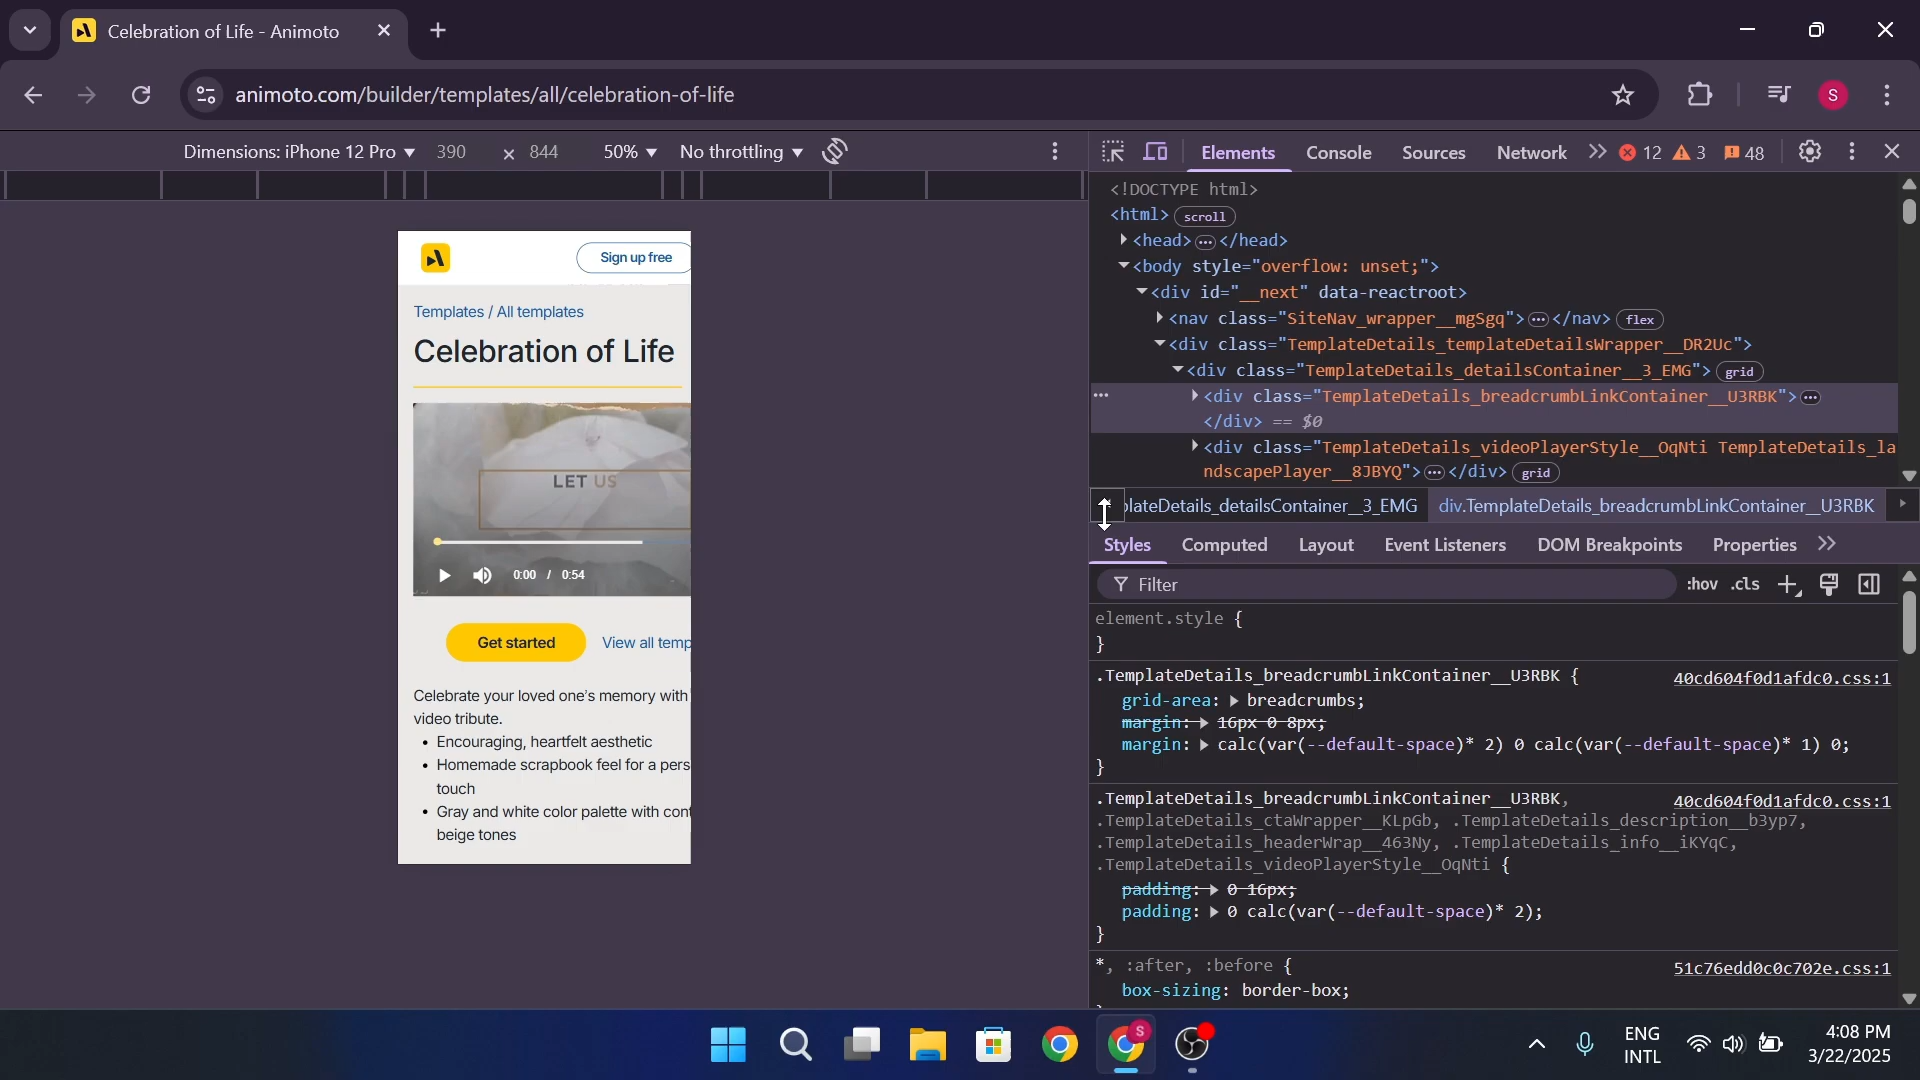 Celebration of Life - Animoto
animoto.com/builder/templates/all/celebration-of-life
S
Dimensions: iPhone 12 Pro 390 × 844 50% No throttling
Elements Console Sources Network 12 3 48
Sign up free
Templates / All templates
Celebration of Life
LET US
0:00 / 0:54
Get started View all temp
Celebrate your loved one's memory with
video tribute.
• Encouraging, heartfelt aesthetic
• Homemade scrapbook feel for a pers
touch
• Gray and white color palette with cont
beige tones
<!DOCTYPE html>
<html> scroll
<head> … </head>
<body style="overflow: unset;">
<div id="__next" data-reactroot>
<nav class="SiteNav_wrapper__mgSgq"> … </nav> flex
<div class="TemplateDetails_templateDetailsWrapper__DR2Uc">
<div class="TemplateDetails_detailsContainer__3_EMG"> grid
<div class="TemplateDetails_breadcrumbLinkContainer__U3RBK"> …
</div> == $0
<div class="TemplateDetails_videoPlayerStyle__OqNti TemplateDetails_la
ndscapePlayer__8JBYQ"> … </div> grid
plateDetails_detailsContainer__3_EMG div.TemplateDetails_breadcrumbLinkContainer__U3RBK
Styles Computed Layout Event Listeners DOM Breakpoints Properties
Filter :hov .cls
element.style {
}
.TemplateDetails_breadcrumbLinkContainer__U3RBK { 40cd604f0d1afdc0.css:1
grid-area: breadcrumbs;
margin: 16px 0 8px;
margin: calc(var(--default-space)* 2) 0 calc(var(--default-space)* 1) 0;
}
.TemplateDetails_breadcrumbLinkContainer__U3RBK, 40cd604f0d1afdc0.css:1
.TemplateDetails_ctaWrapper__KLpGb, .TemplateDetails_description__b3yp7,
.TemplateDetails_headerWrap__463Ny, .TemplateDetails_info__iKYqC,
.TemplateDetails_videoPlayerStyle__OqNti {
padding: 0 16px;
padding: 0 calc(var(--default-space)* 2);
}
*, :after, :before { 51c76edd0c0c702e.css:1
box-sizing: border-box;
S
ENG
INTL
4:08 PM
3/22/2025